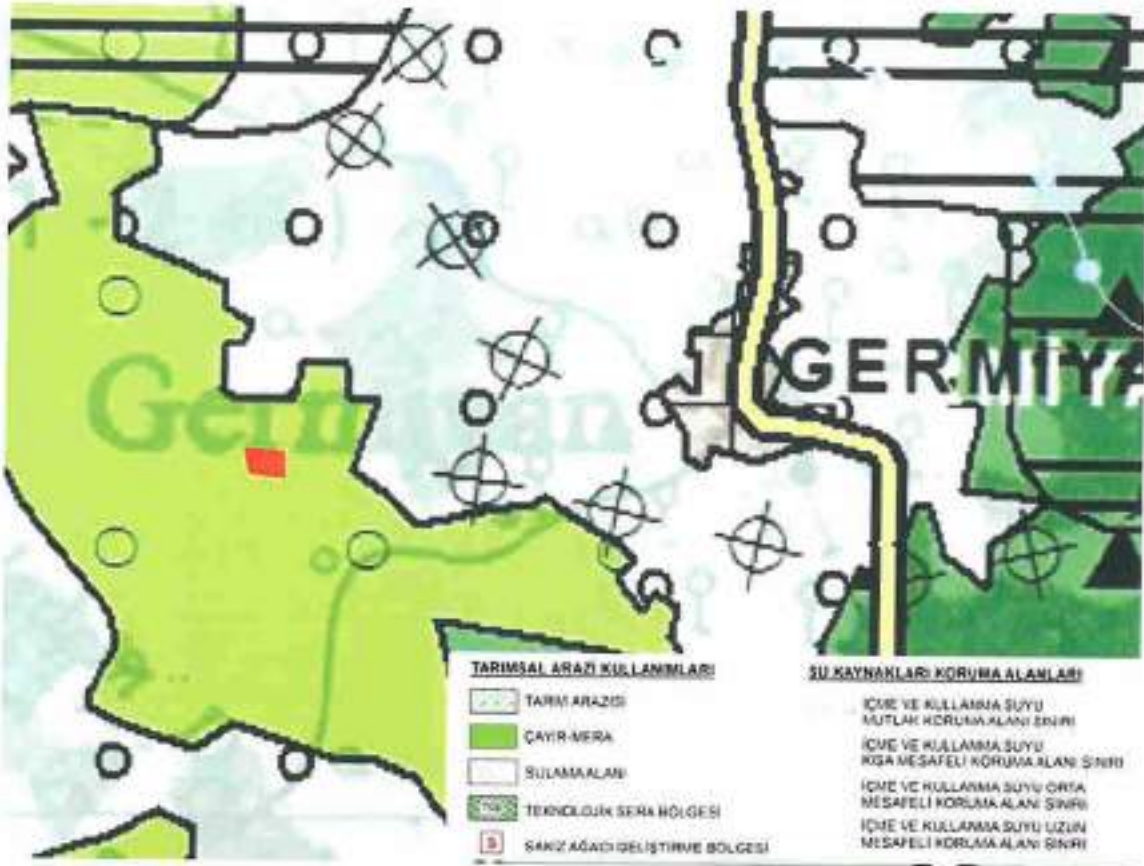 GERMIYA
Germiyan
TARIMSAL ARAZİ KULLANIMLARI
TARIM ARAZİSİ
ÇAYIR-MERA
SULAMA ALANI
TEKNOLOJİK SERA BÖLGESİ
S SAKIZ AĞACI GELİŞTİRME BÖLGESİ
SU KAYNAKLARI KORUMA ALANLARI
İÇME VE KULLANMA SUYU
MUTLAK KORUMA ALANI SINIRI
İÇME VE KULLANMA SUYU
KISA MESAFELİ KORUMA ALANI SINIRI
İÇME VE KULLANMA SUYU ORTA
MESAFELİ KORUMA ALANI SINIRI
İÇME VE KULLANMA SUYU UZUN
MESAFELİ KORUMA ALANI SINIRI